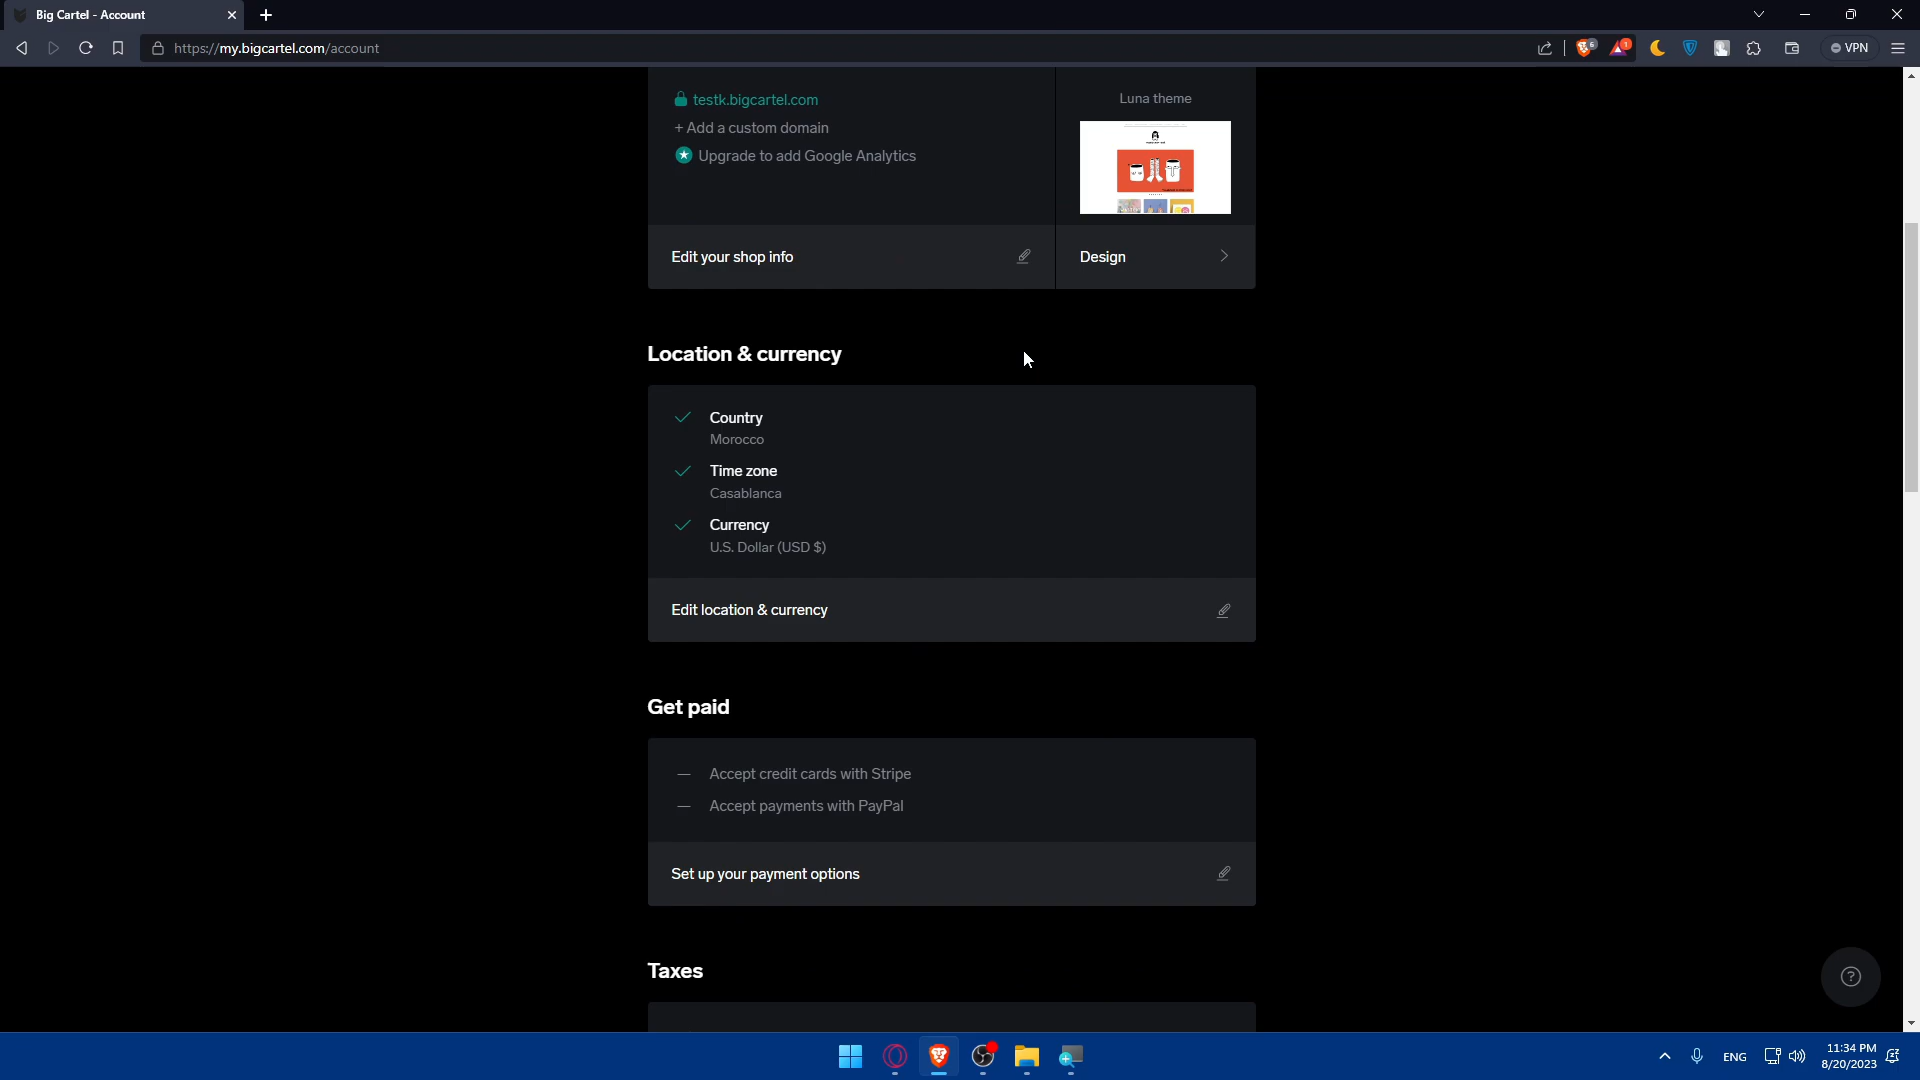 Big Cartel - Account
https://my.bigcartel.com/account
6
1
VPN
testk.bigcartel.com
+ Add a custom domain
Upgrade to add Google Analytics
Luna theme
Edit your shop info
Design
Location & currency
Country
Morocco
Time zone
Casablanca
Currency
U.S. Dollar (USD $)
Edit location & currency
Get paid
— Accept credit cards with Stripe
— Accept payments with PayPal
Set up your payment options
Taxes
ENG
11:34 PM
8/20/2023